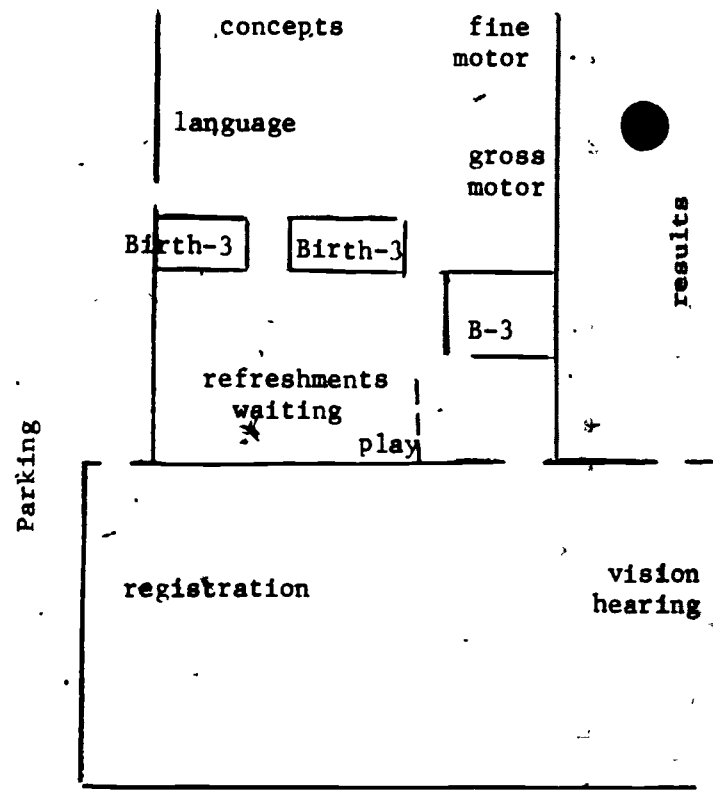 concepts
fine
motor
language
gross
motor
results
Birth-3
Birth-3
B-3
refreshments
waiting
play
Parking
registration
vision
hearing